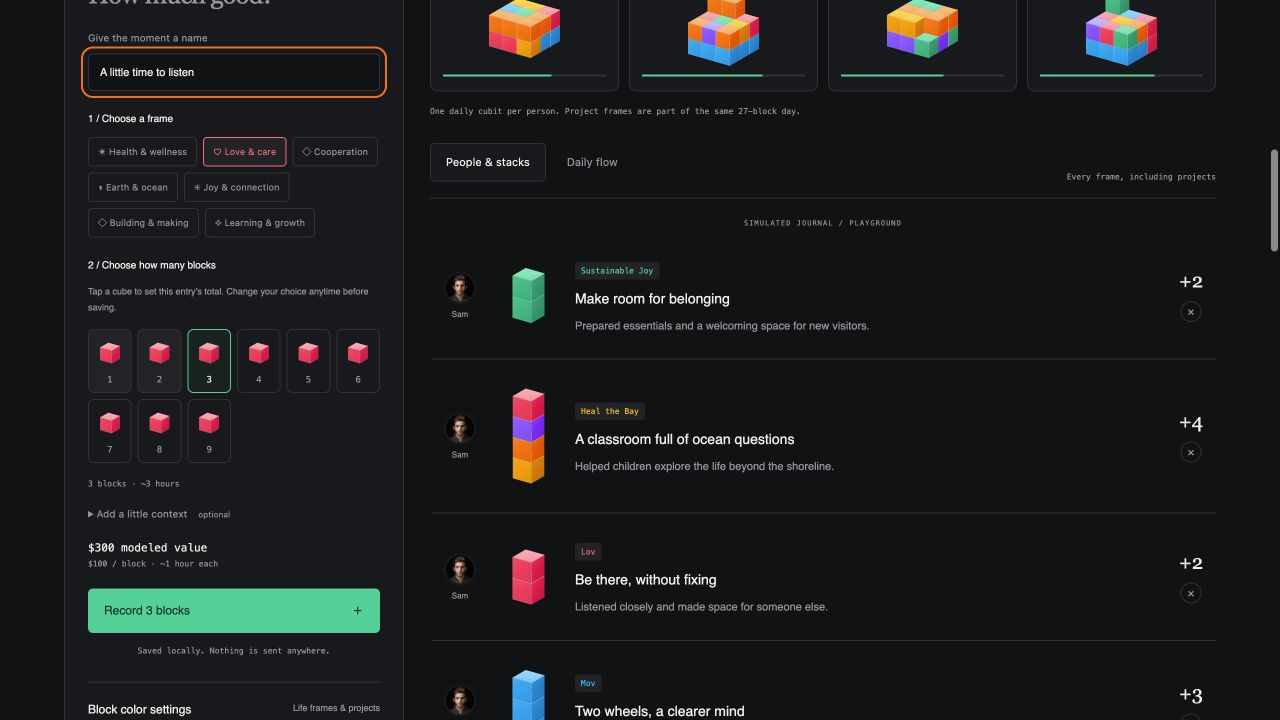 How much good?
Give the moment a name
A little time to listen
1 / Choose a frame
Health & wellness
Love & care
Cooperation
Earth & ocean
Joy & connection
Building & making
Learning & growth
2 / Choose how many blocks
Tap a cube to set this entry's total. Change your choice anytime before
saving.
1 2 3 4 5 6
7 8 9
3 blocks · ~3 hours
Add a little context optional
$300 modeled value
$100 / block · ~1 hour each
Record 3 blocks +
Saved locally. Nothing is sent anywhere.
Block color settings Life frames & projects
One daily cubit per person. Project frames are part of the same 27-block day.
People & stacks
Daily flow
Every frame, including projects
SIMULATED JOURNAL / PLAYGROUND
Sustainable Joy
Make room for belonging
Prepared essentials and a welcoming space for new visitors.
Sam
+2
×
Heal the Bay
A classroom full of ocean questions
Helped children explore the life beyond the shoreline.
Sam
+4
×
Lov
Be there, without fixing
Listened closely and made space for someone else.
Sam
+2
×
Mov
Two wheels, a clearer mind
+3